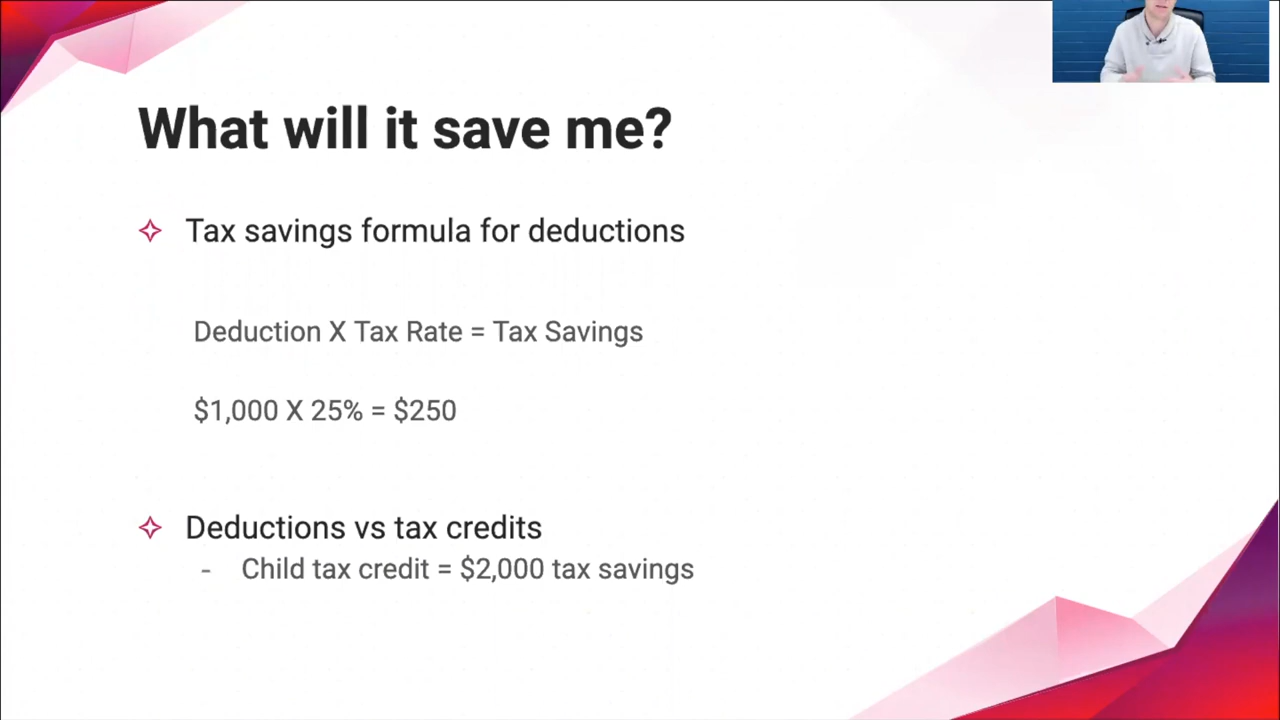 What will it save me?
Tax savings formula for deductions
Deduction X Tax Rate = Tax Savings
$1,000 X 25% = $250
Deductions vs tax credits
- Child tax credit = $2,000 tax savings